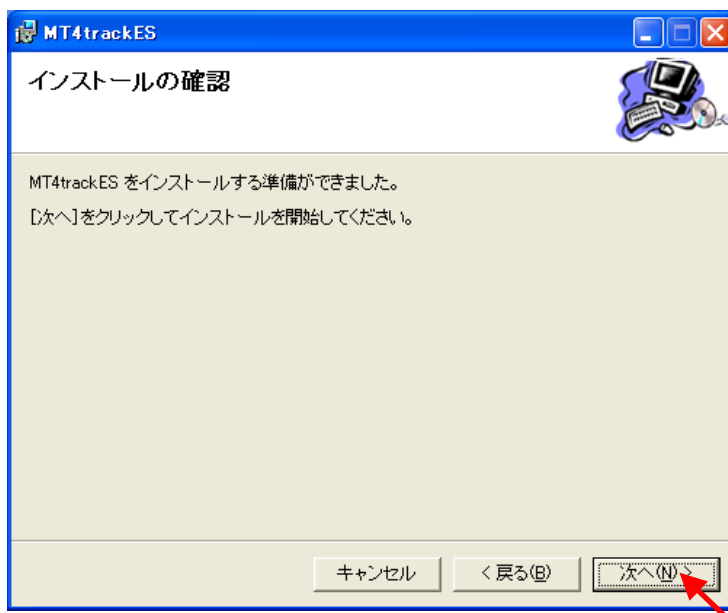 MT4trackES
インストールの確認
MT4trackES をインストールする準備ができました。
[次へ]をクリックしてインストールを開始してください。
キャンセル
< 戻る(B)
次へ(N) >